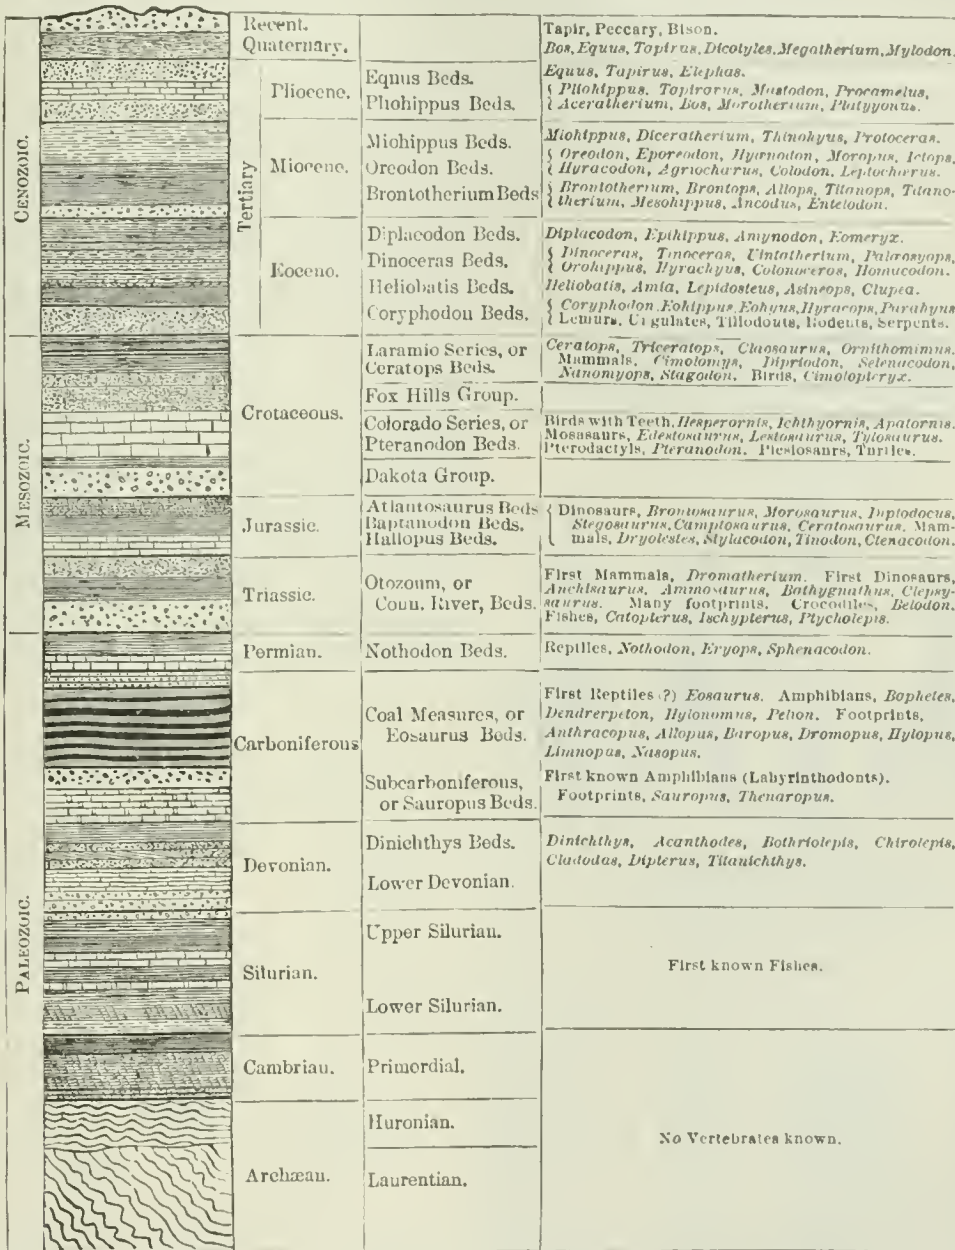 CENOZOIC.
Tertiary
Recent.
Quaternary.
Tapir, Peccary, Bison.
Bos, Equus, Tapirus, Dicotyles, Megatherium, Mylodon.
Pliocene.
Equus Beds.
Pliohippus Beds.
Equus, Tapirus, Elephas.
Pliohippus, Tapiravus, Mastodon, Procamelus,
Aceratherium, Bos, Morotherium, Platygonus.
Miocene.
Miohippus Beds.
Oreodon Beds.
Brontotherium Beds
Miohippus, Diceratherium, Thinohyus, Protoceras.
Oreodon, Eporeodon, Hyænodon, Moropus, Ictops,
Hyracodon, Agriochœrus, Colodon, Leptochœrus.
Brontotherium, Brontops, Allops, Titanops, Titano-
therium, Mesohippus, Ancodus, Entelodon.
Eocene.
Diplacodon Beds.
Dinoceras Beds.
Heliobatis Beds.
Coryphodon Beds.
Diplacodon, Epihippus, Amynodon, Eomeryx.
Dinoceras, Tinoceras, Uintatherium, Palæosyops,
Orohippus, Hyrachyus, Colonoceras, Homacodon.
Heliobatis, Amia, Lepidosteus, Asineops, Clupea.
Coryphodon, Eohippus, Eohyus, Hyracops, Parahyus
Lemurs, Ungulates, Tillodonts, Rodents, Serpents.
MESOZOIC.
Cretaceous.
Laramie Series, or
Ceratops Beds.
Ceratops, Triceratops, Claosaurus, Ornithomimus.
Mammals, Cimolomys, Dipriodon, Selenacodon,
Nanomyops, Stagodon. Birds, Cimolopteryx.
Fox Hills Group.
Colorado Series, or
Pteranodon Beds.
Birds with Teeth, Hesperornis, Ichthyornis, Apatornis.
Mosasaurs, Edestosaurus, Lestosaurus, Tylosaurus.
Pterodactyls, Pteranodon. Plesiosaurs, Turtles.
Dakota Group.
Jurassic.
Atlantosaurus Beds
Baptanodon Beds.
Hallopus Beds.
Dinosaurs, Brontosaurus, Morosaurus, Diplodocus,
Stegosaurus, Camptosaurus, Ceratosaurus. Mam-
mals, Dryolestes, Stylacodon, Tinodon, Ctenacodon.
Triassic.
Otozoum, or
Conn. River, Beds.
First Mammals, Dromatherium. First Dinosaurs,
Anchisaurus, Ammosaurus, Bathygnathus, Clepsy-
saurus. Many footprints. Crocodiles, Belodon.
Fishes, Catopterus, Ischypterus, Ptycholepis.
PALEOZOIC.
Permian.
Nothodon Beds.
Reptiles, Nothodon, Eryops, Sphenacodon.
Carboniferous
Coal Measures, or
Eosaurus Beds.
First Reptiles (?) Eosaurus. Amphibians, Baphetes,
Dendrerpeton, Hylonomus, Pelion. Footprints,
Anthracopus, Allopus, Baropus, Dromopus, Hylopus,
Limnopus, Nasopus.
Subcarboniferous,
or Sauropus Beds.
First known Amphibians (Labyrinthodonts).
Footprints, Sauropus, Thenaropus.
Devonian.
Dinichthys Beds.
Lower Devonian.
Dinichthys, Acanthodes, Bothriolepis, Chirolepis,
Cladodus, Dipterus, Titanichthys.
Silurian.
Upper Silurian.
Lower Silurian.
First known Fishes.
Cambrian.
Primordial.
Archæan.
Huronian.
Laurentian.
No Vertebrates known.